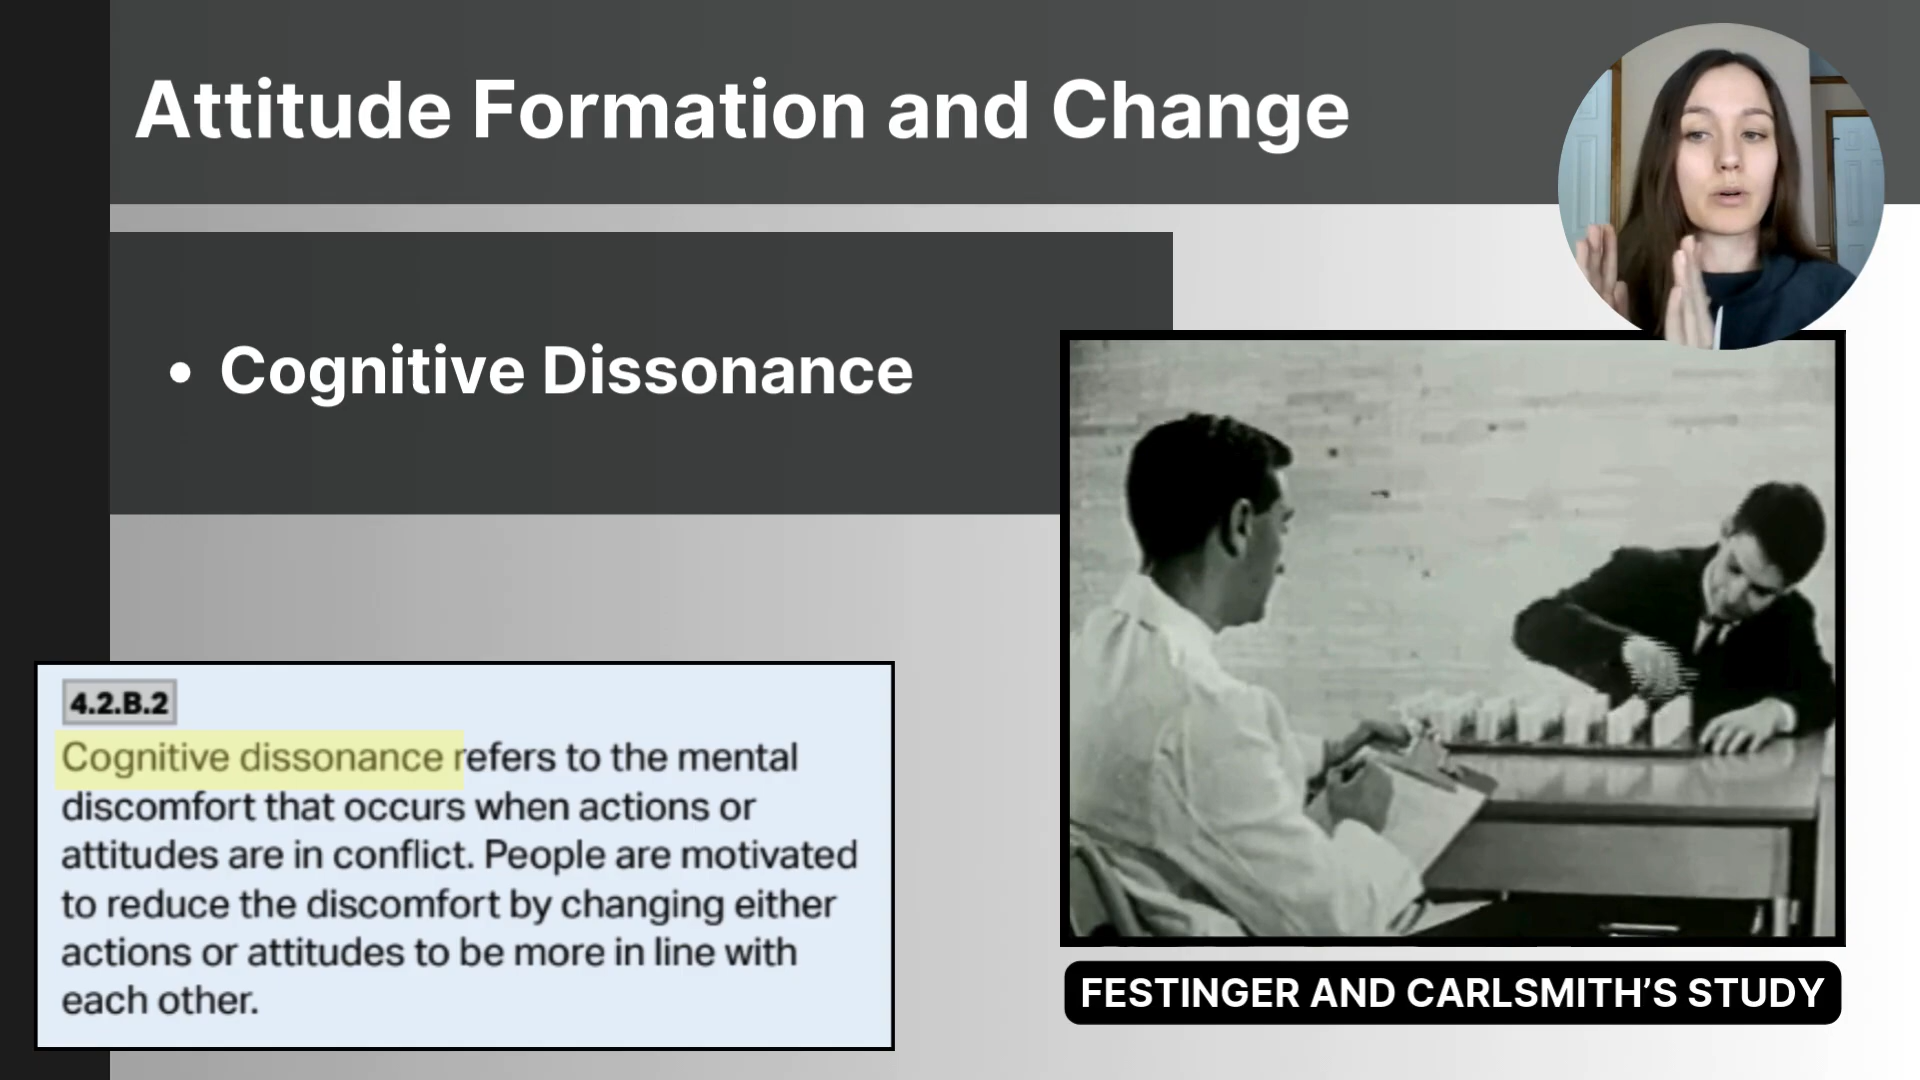 Attitude Formation and Change
• Cognitive Dissonance
4.2.B.2
Cognitive dissonance refers to the mental
discomfort that occurs when actions or
attitudes are in conflict. People are motivated
to reduce the discomfort by changing either
actions or attitudes to be more in line with
each other.
FESTINGER AND CARLSMITH'S STUDY